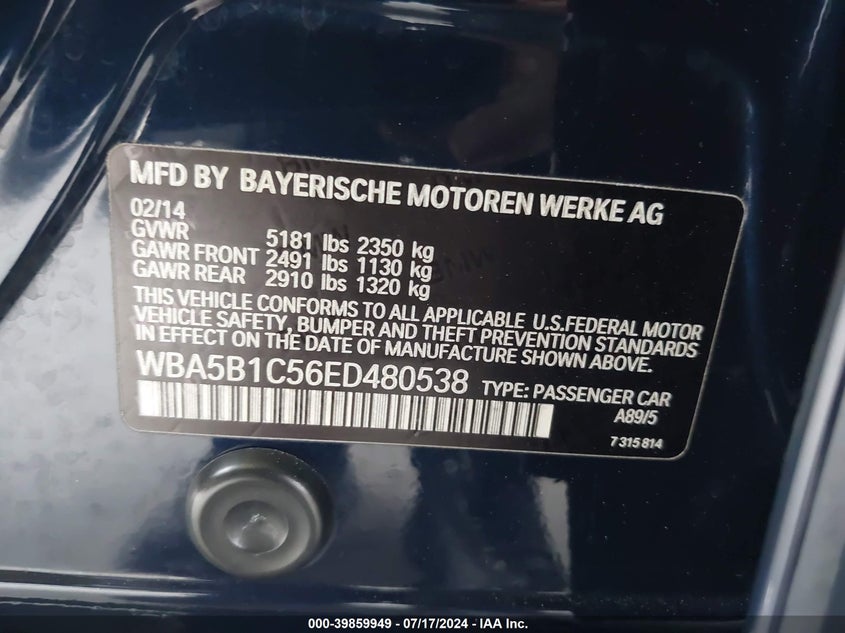 MFD BY BAYERISCHE MOTOREN WERKE AG
02/14
GVWR 5181 lbs 2350 kg
GAWR FRONT 2491 lbs 1130 kg
GAWR REAR 2910 lbs 1320 kg
THIS VEHICLE CONFORMS TO ALL APPLICABLE U.S.FEDERAL MOTOR
VEHICLE SAFETY, BUMPER AND THEFT PREVENTION STANDARDS
IN EFFECT ON THE DATE OF MANUFACTURE SHOWN ABOVE.
WBA5B1C56ED480538 TYPE: PASSENGER CAR
A89/5
7 315 814
000-39859949 / 07/17/2024 - IAA Inc.